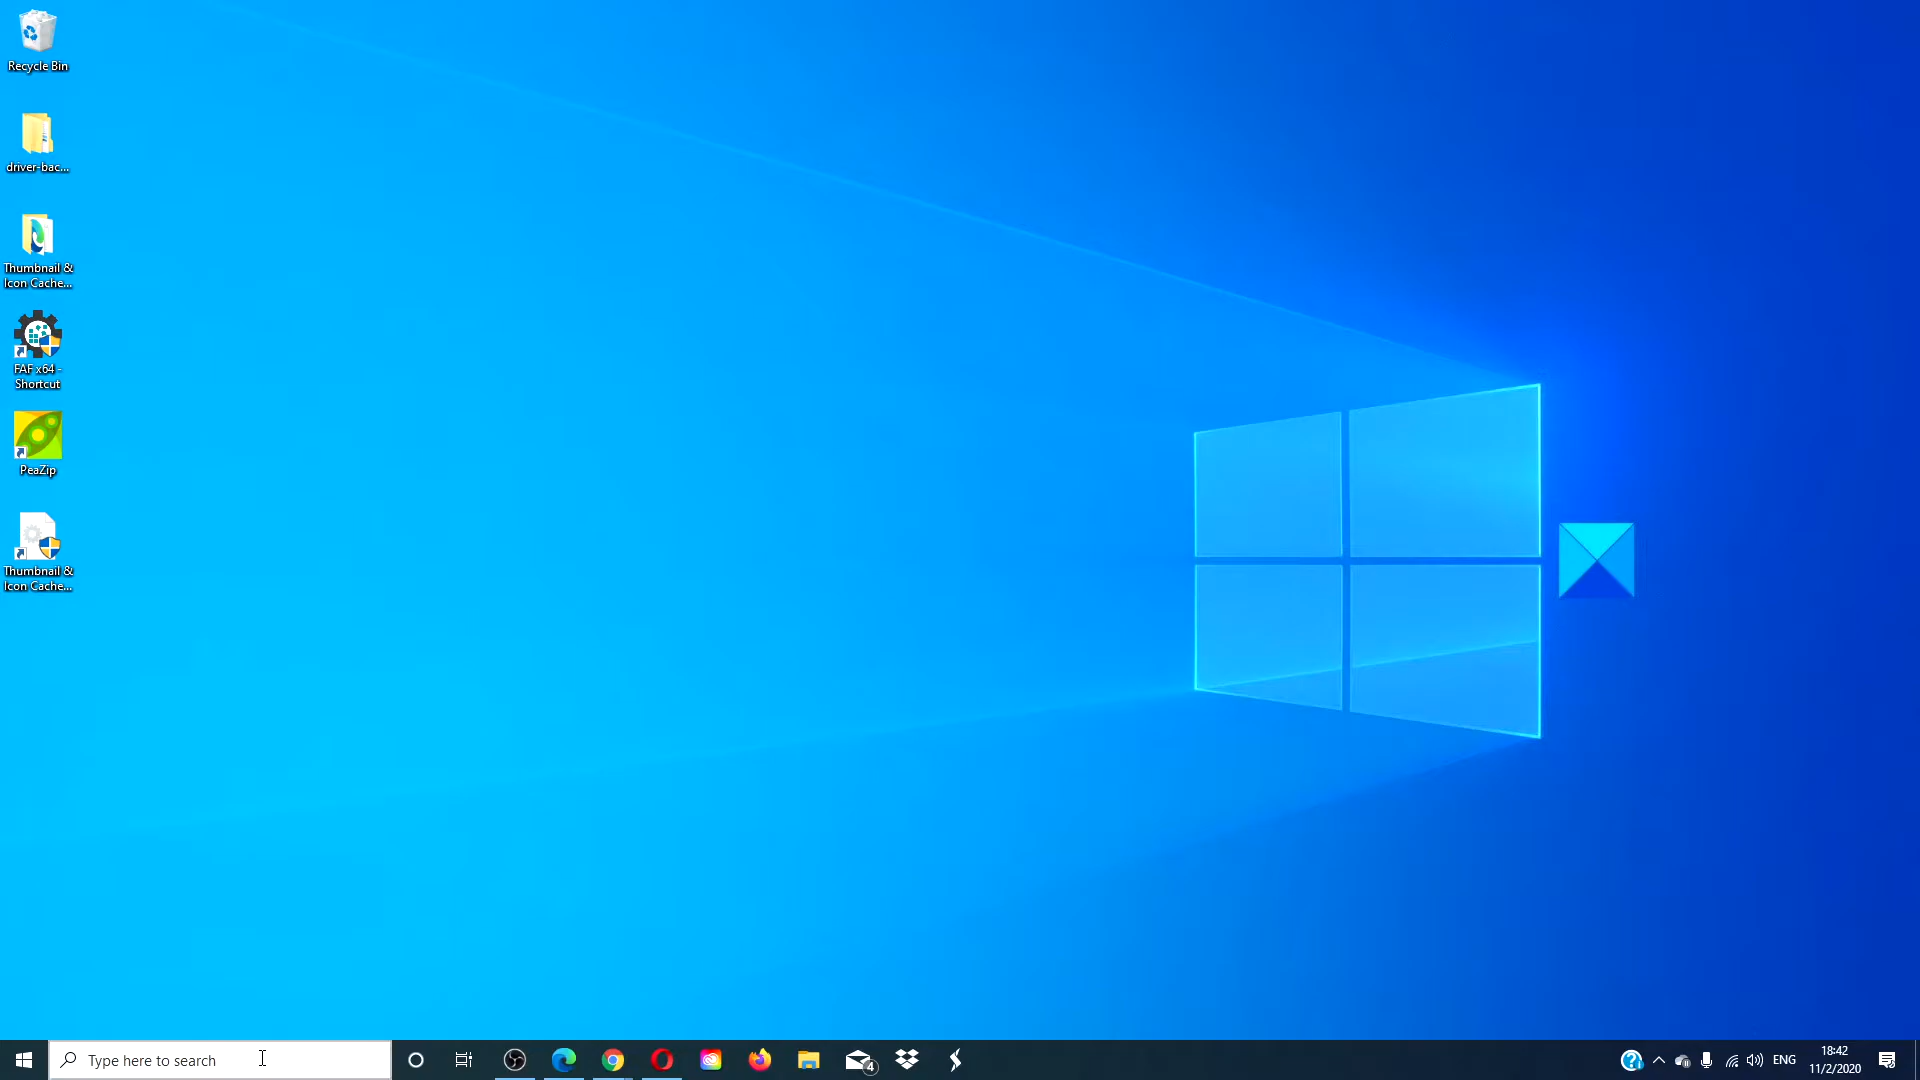 Recycle Bin
driver-bac...
Thumbnail &
Icon Cache...
FAF x64 -
Shortcut
PeaZip
Thumbnail &
Icon Cache...
Type here to search
4
ENG
18:42
11/2/2020